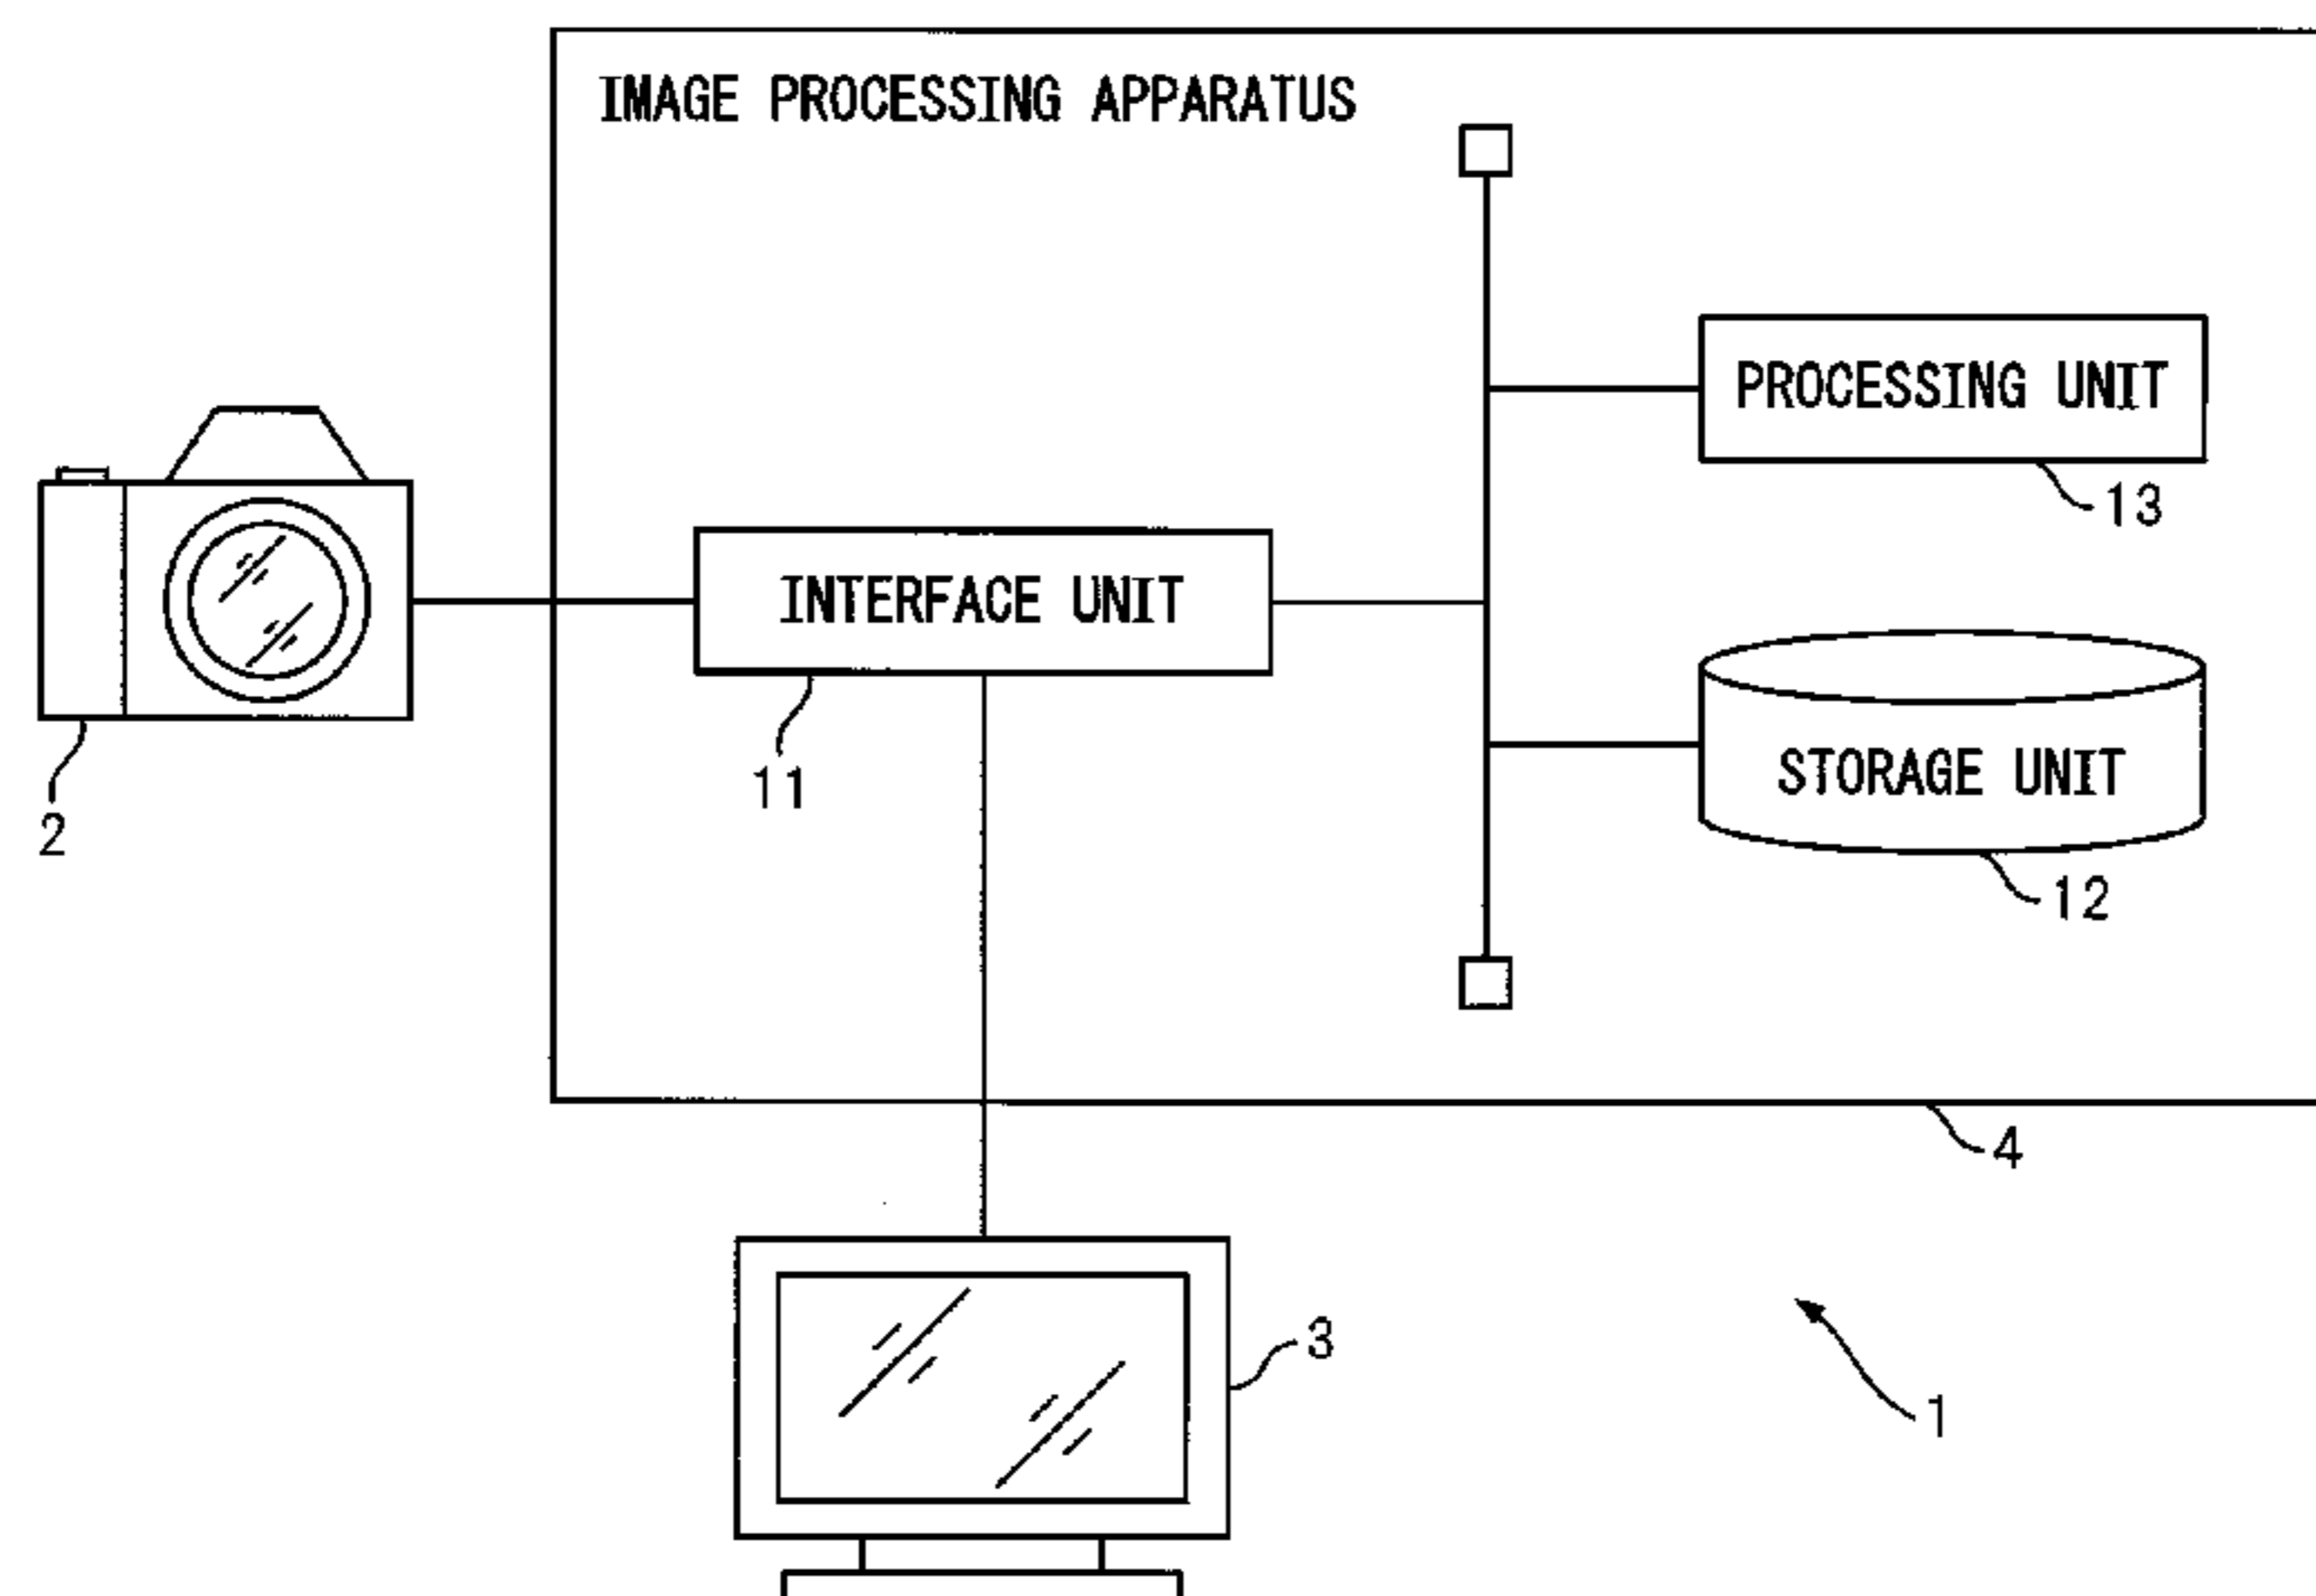 IMAGE PROCESSING APPARATUS
PROCESSING UNIT
13
INTERFACE UNIT
11
STORAGE UNIT
12
2
4
3
1